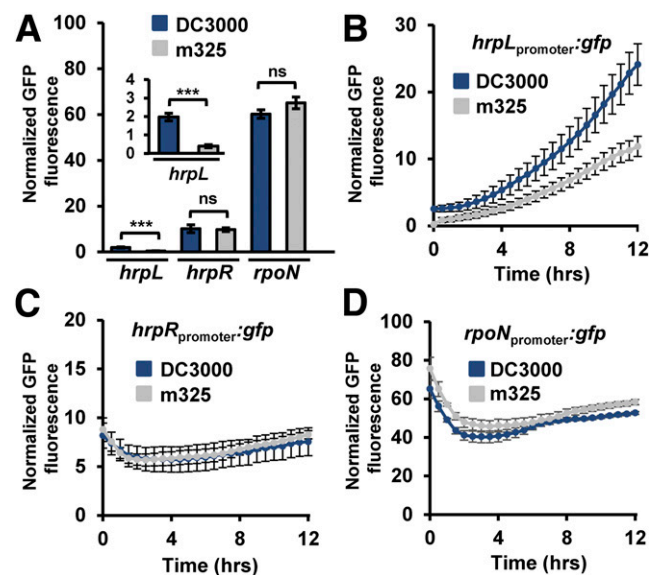 A
DC3000
m325
Normalized GFP
fluorescence
100
80
60
40
20
0
4
3
2
1
0
***
hrpL
***
ns
ns
hrpL
hrpR
rpoN
B
hrpLpromoter:gfp
DC3000
m325
Normalized GFP
fluorescence
30
20
10
0
0 4 8 12
Time (hrs)
C
hrpRpromoter:gfp
DC3000
m325
Normalized GFP
fluorescence
20
15
10
5
0
0 4 8 12
Time (hrs)
D
rpoNpromoter:gfp
DC3000
m325
Normalized GFP
fluorescence
100
80
60
40
20
0
0 4 8 12
Time (hrs)